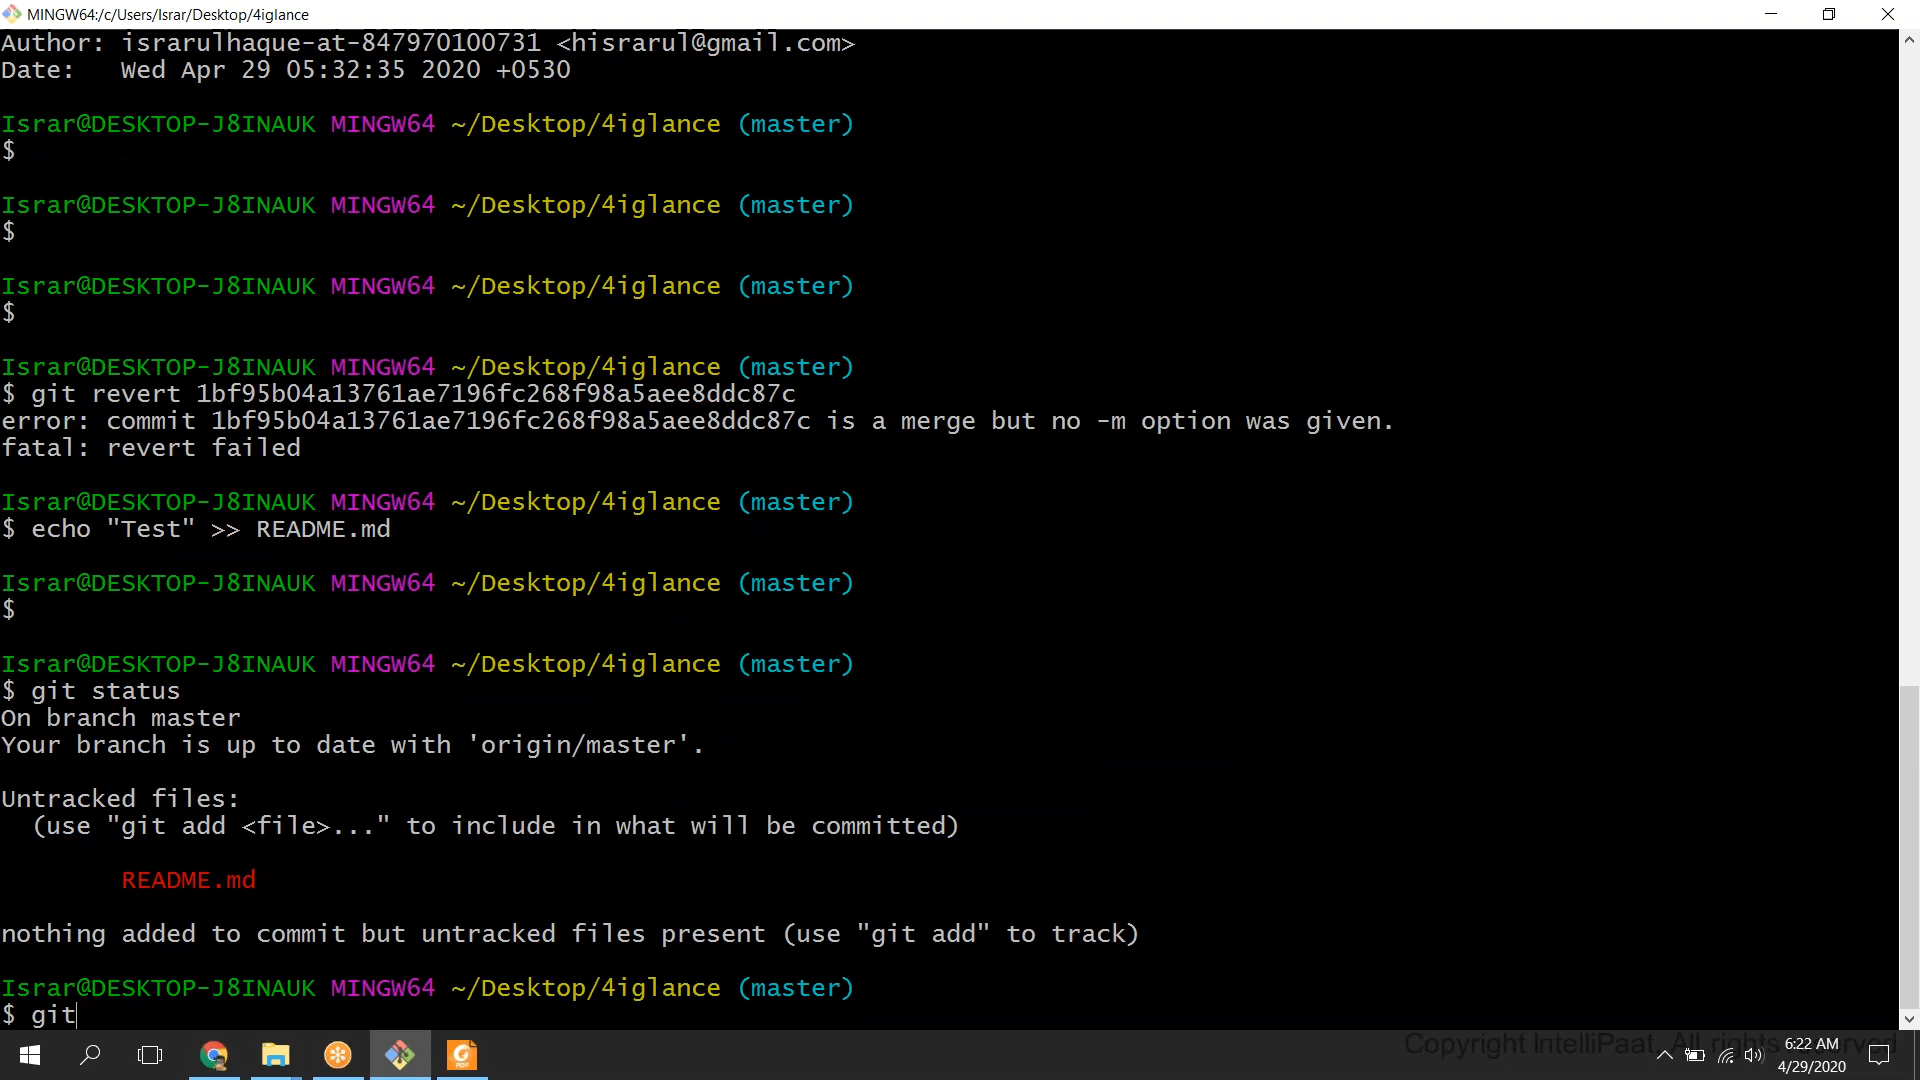 MINGW64:/c/Users/Israr/Desktop/4iglance
Author: israrulhaque-at-847970100731 <hisrarul@gmail.com>
Date:   Wed Apr 29 05:32:35 2020 +0530
Israr@DESKTOP-J8INAUK MINGW64 ~/Desktop/4iglance (master)
$
Israr@DESKTOP-J8INAUK MINGW64 ~/Desktop/4iglance (master)
$
Israr@DESKTOP-J8INAUK MINGW64 ~/Desktop/4iglance (master)
$
Israr@DESKTOP-J8INAUK MINGW64 ~/Desktop/4iglance (master)
$ git revert 1bf95b04a13761ae7196fc268f98a5aee8ddc87c
error: commit 1bf95b04a13761ae7196fc268f98a5aee8ddc87c is a merge but no -m option was given.
fatal: revert failed
Israr@DESKTOP-J8INAUK MINGW64 ~/Desktop/4iglance (master)
$ echo "Test" >> README.md
Israr@DESKTOP-J8INAUK MINGW64 ~/Desktop/4iglance (master)
$
Israr@DESKTOP-J8INAUK MINGW64 ~/Desktop/4iglance (master)
$ git status
On branch master
Your branch is up to date with 'origin/master'.
Untracked files:
  (use "git add <file>..." to include in what will be committed)
        README.md
nothing added to commit but untracked files present (use "git add" to track)
Israr@DESKTOP-J8INAUK MINGW64 ~/Desktop/4iglance (master)
$ git
Copyright IntelliPaat. All rights reserved
6:22 AM
4/29/2020
PDF